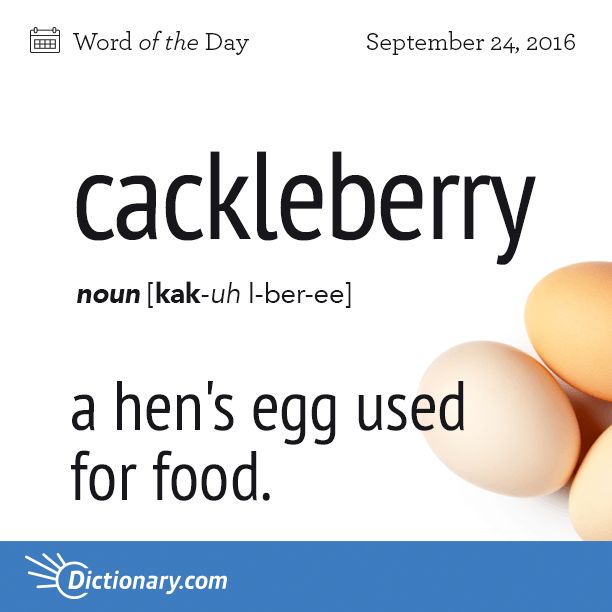 Word of the Day
September 24, 2016
cackleberry
noun [kak-uh l-ber-ee]
a hen's egg used
for food.
Dictionary.com